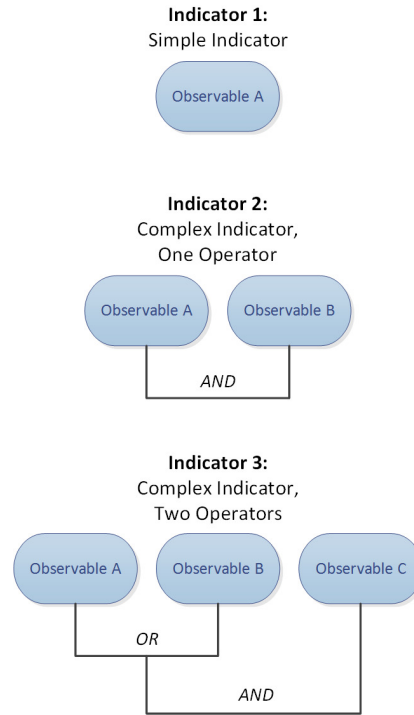 Indicator 1:
Simple Indicator
Observable A
Indicator 2:
Complex Indicator,
One Operator
Observable A
Observable B
AND
Indicator 3:
Complex Indicator,
Two Operators
Observable A
Observable B
Observable C
OR
AND